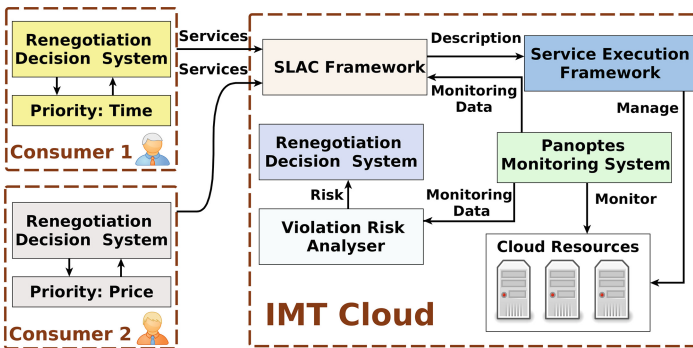 Renegotiation
Decision System
Priority: Time
Consumer 1
Renegotiation
Decision System
Priority: Price
Consumer 2
Services
Services
SLAC Framework
Description
Service Execution
Framework
Monitoring
Data
Manage
Renegotiation
Decision System
Panoptes
Monitoring System
Risk
Monitoring
Data
Monitor
Violation Risk
Analyser
Cloud Resources
IMT Cloud